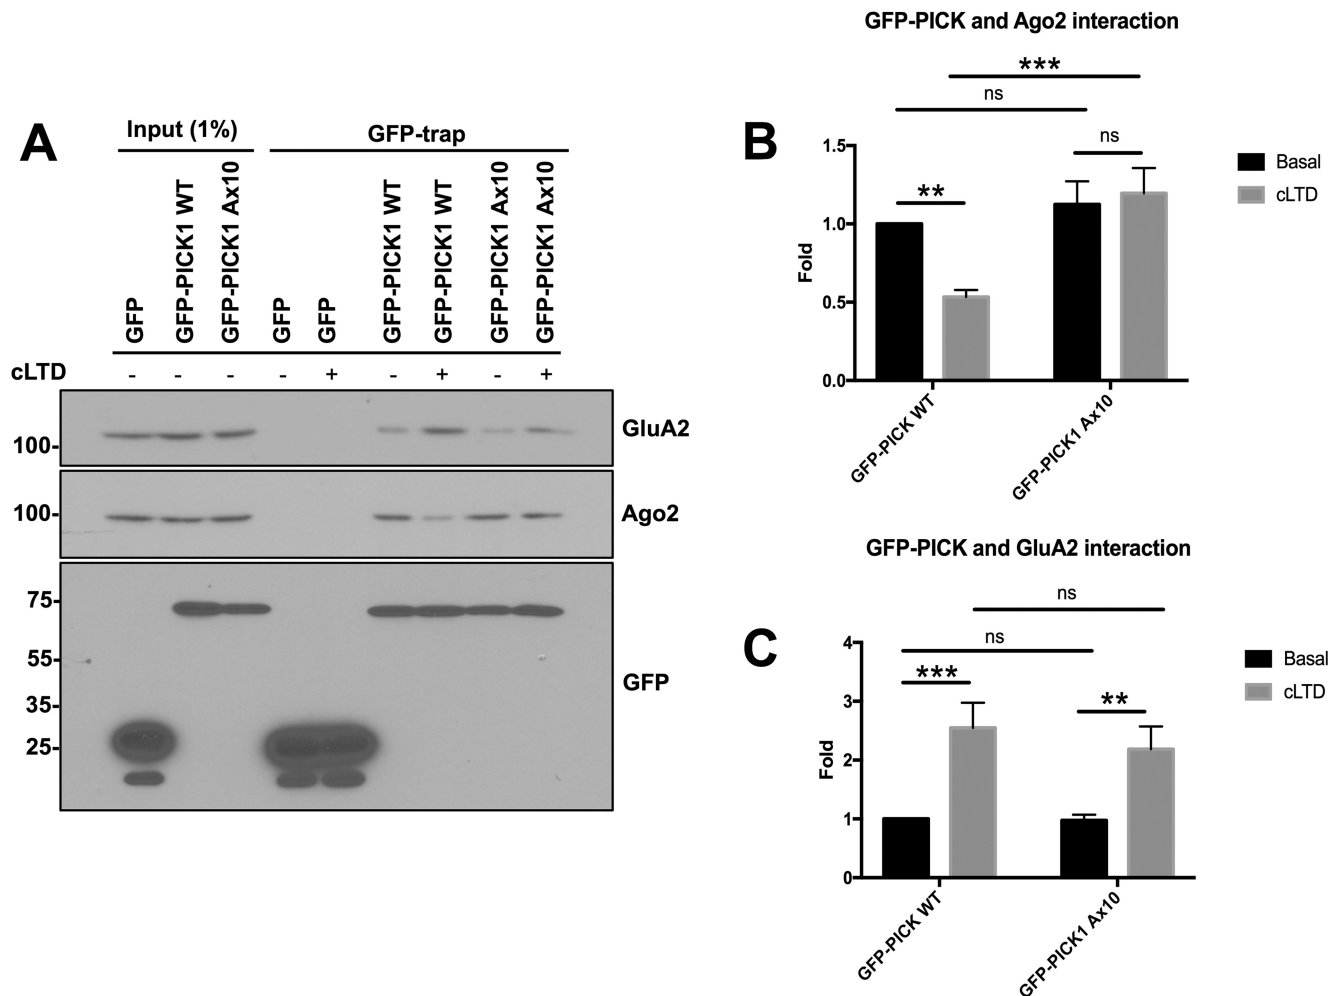 A
Input (1%)
GFP-trap
GFP
GFP-PICK1 WT
GFP-PICK1 Ax10
GFP
GFP
GFP-PICK1 WT
GFP-PICK1 WT
GFP-PICK1 Ax10
GFP-PICK1 Ax10
cLTD - - - - + - + - +
100-
GluA2
100-
Ago2
75-
55-
35-
25-
GFP
GFP-PICK and Ago2 interaction
B
***
ns
ns
**
Basal
cLTD
Fold
1.5
1.0
0.5
0.0
GFP-PICK WT
GFP-PICK1 Ax10
GFP-PICK and GluA2 interaction
C
ns
ns
***
**
Basal
cLTD
Fold
4
3
2
1
0
GFP-PICK WT
GFP-PICK1 Ax10